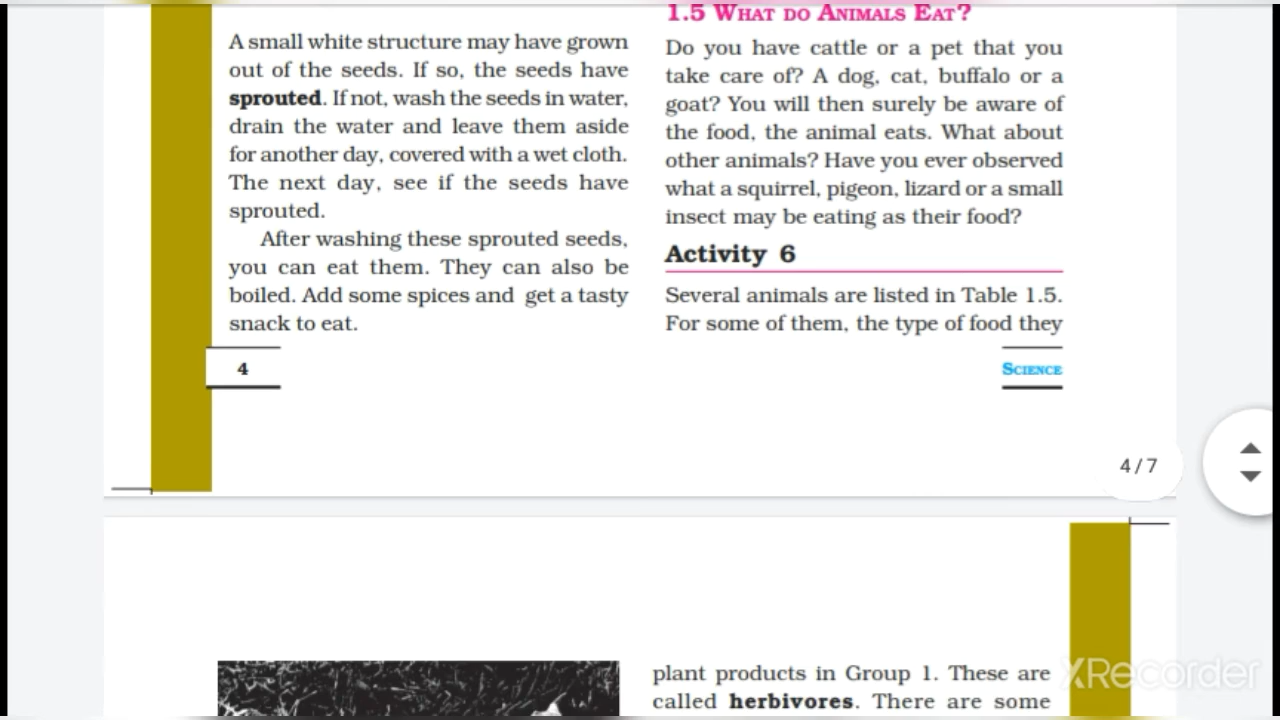 A small white structure may have grown
out of the seeds. If so, the seeds have
sprouted. If not, wash the seeds in water,
drain the water and leave them aside
for another day, covered with a wet cloth.
The next day, see if the seeds have
sprouted.
After washing these sprouted seeds,
you can eat them. They can also be
boiled. Add some spices and get a tasty
snack to eat.
4
1.5 WHAT DO ANIMALS EAT?
Do you have cattle or a pet that you
take care of? A dog, cat, buffalo or a
goat? You will then surely be aware of
the food, the animal eats. What about
other animals? Have you ever observed
what a squirrel, pigeon, lizard or a small
insect may be eating as their food?
Activity 6
Several animals are listed in Table 1.5.
For some of them, the type of food they
SCIENCE
4/7
plant products in Group 1. These are
called herbivores. There are some
XRecorder